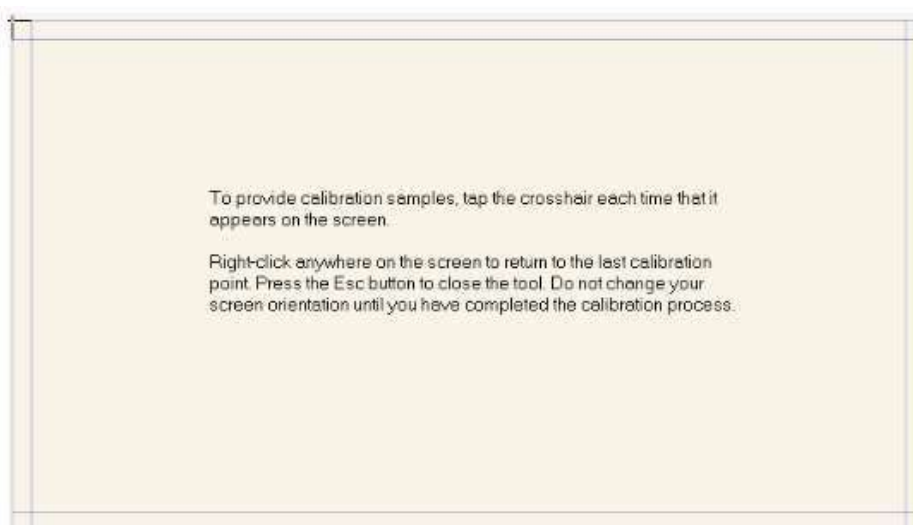 To provide calibration samples, tap the crosshair each time that it
appears on the screen.
Right-click anywhere on the screen to return to the last calibration
point. Press the Esc button to close the tool. Do not change your
screen orientation until you have completed the calibration process.